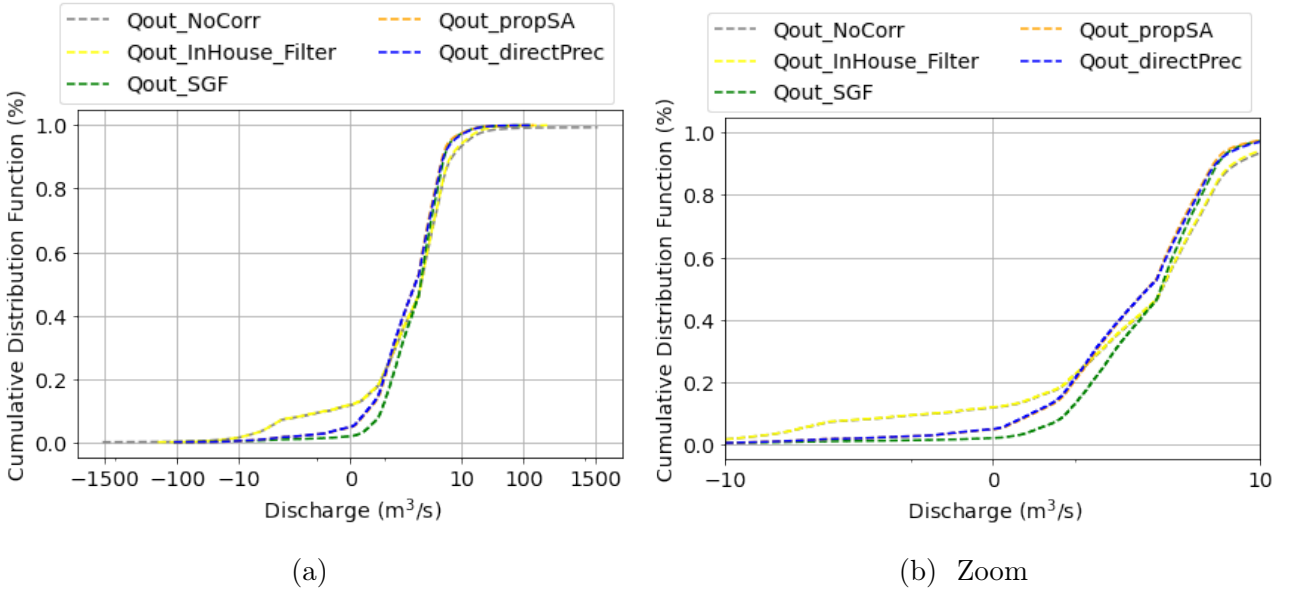 Qout_NoCorr
Qout_InHouse_Filter
Qout_SGF
Qout_propSA
Qout_directPrec
Cumulative Distribution Function (%)
1.0
0.8
0.6
0.4
0.2
0.0
−1500 −100 −10 0 10 100 1500
Discharge (m³/s)
(a)
Qout_NoCorr
Qout_InHouse_Filter
Qout_SGF
Qout_propSA
Qout_directPrec
Cumulative Distribution Function (%)
1.0
0.8
0.6
0.4
0.2
0.0
−10 0 10
Discharge (m³/s)
(b) Zoom